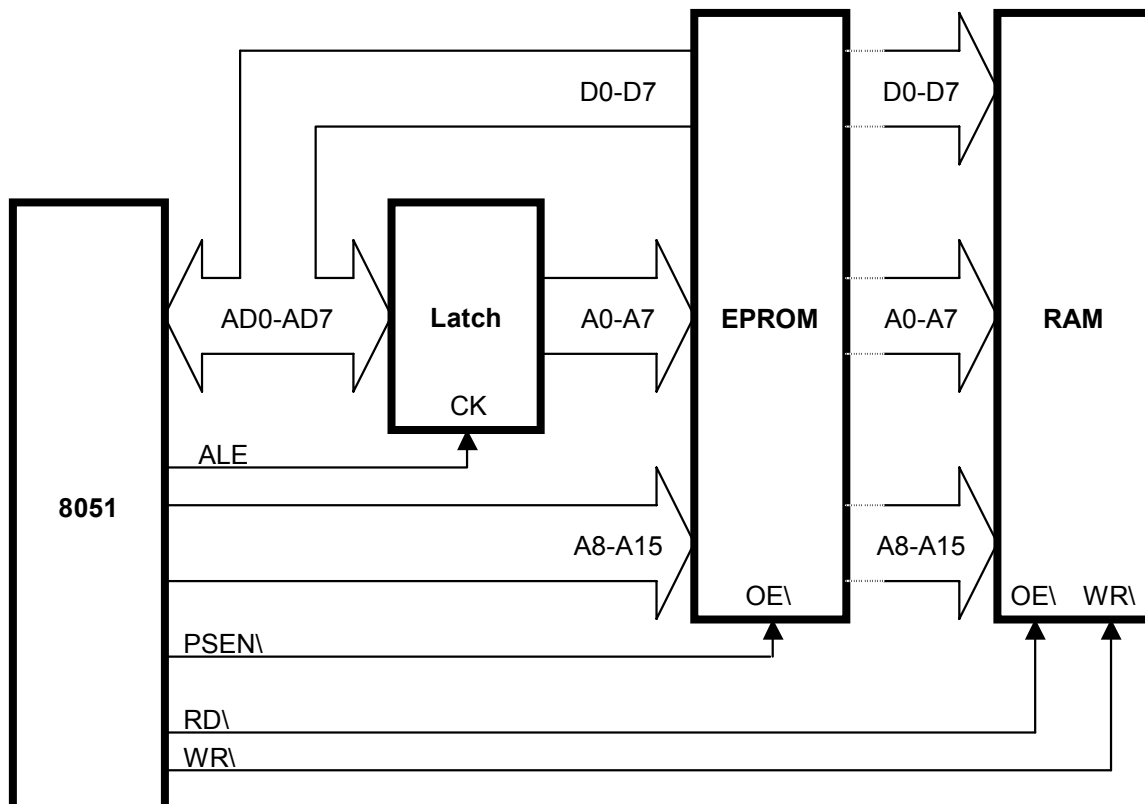 D0-D7 D0-D7
AD0-AD7 Latch A0-A7 EPROM A0-A7 RAM
CK
ALE
8051
A8-A15 A8-A15
OE\ OE\ WR\
PSEN\
RD\
WR\